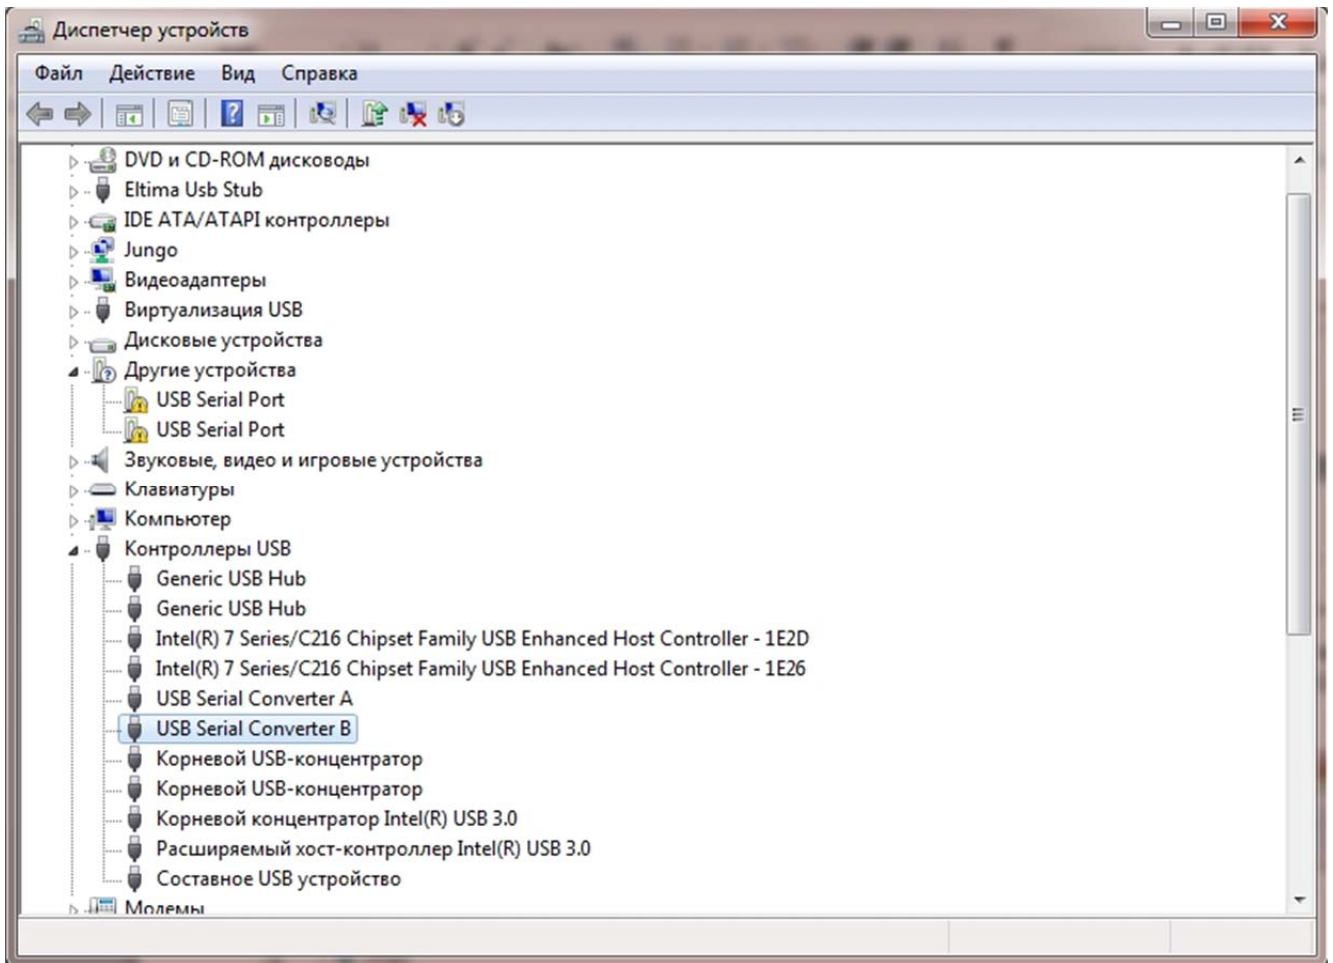 Диспетчер устройств
Файл Действие Вид Справка
DVD и CD-ROM дисководы
Eltima Usb Stub
IDE ATA/ATAPI контроллеры
Jungo
Видеоадаптеры
Виртуализация USB
Дисковые устройства
Другие устройства
USB Serial Port
USB Serial Port
Звуковые, видео и игровые устройства
Клавиатуры
Компьютер
Контроллеры USB
Generic USB Hub
Generic USB Hub
Intel(R) 7 Series/C216 Chipset Family USB Enhanced Host Controller - 1E2D
Intel(R) 7 Series/C216 Chipset Family USB Enhanced Host Controller - 1E26
USB Serial Converter A
USB Serial Converter B
Корневой USB-концентратор
Корневой USB-концентратор
Корневой концентратор Intel(R) USB 3.0
Расширяемый хост-контроллер Intel(R) USB 3.0
Составное USB устройство
Модемы